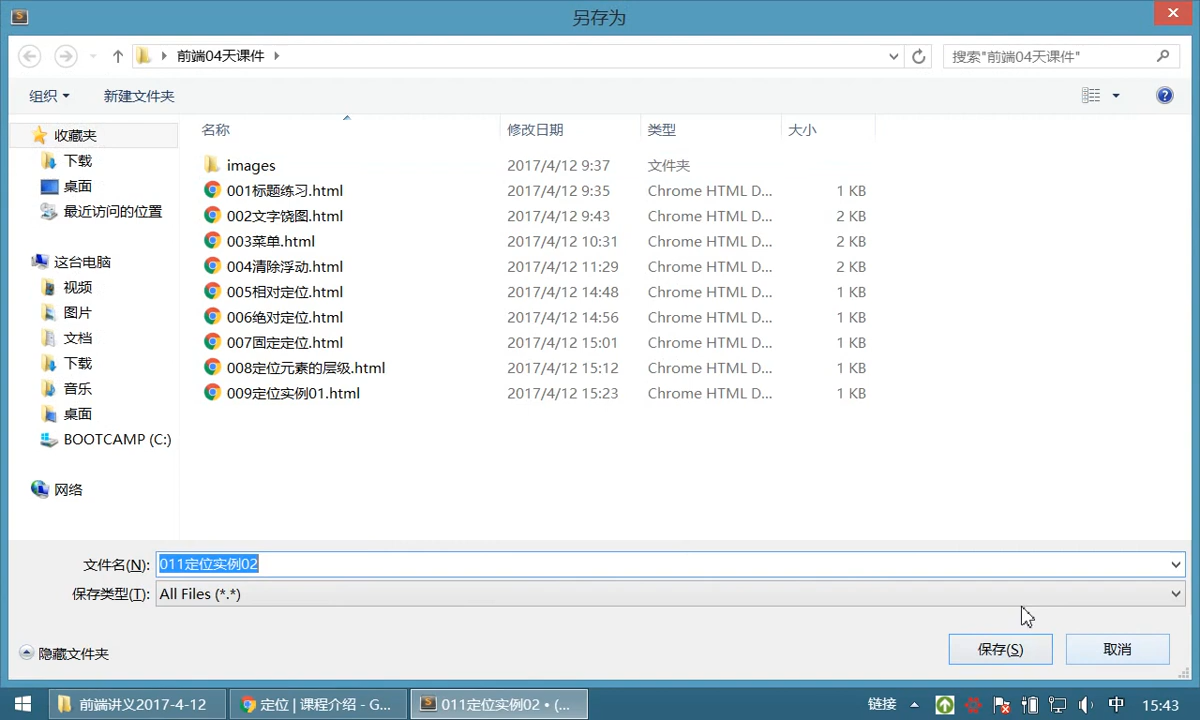 另存为
前端04天课件
搜索"前端04天课件"
组织
新建文件夹
名称 修改日期 类型 大小
收藏夹
下载
桌面
最近访问的位置
这台电脑
视频
图片
文档
下载
音乐
桌面
BOOTCAMP (C:)
网络
images 2017/4/12 9:37 文件夹
001标题练习.html 2017/4/12 9:35 Chrome HTML D... 1 KB
002文字饶图.html 2017/4/12 9:43 Chrome HTML D... 2 KB
003菜单.html 2017/4/12 10:31 Chrome HTML D... 2 KB
004清除浮动.html 2017/4/12 11:29 Chrome HTML D... 2 KB
005相对定位.html 2017/4/12 14:48 Chrome HTML D... 1 KB
006绝对定位.html 2017/4/12 14:56 Chrome HTML D... 1 KB
007固定定位.html 2017/4/12 15:01 Chrome HTML D... 1 KB
008定位元素的层级.html 2017/4/12 15:12 Chrome HTML D... 1 KB
009定位实例01.html 2017/4/12 15:23 Chrome HTML D... 1 KB
文件名(N): 011定位实例02
保存类型(T): All Files (*.*)
隐藏文件夹
保存(S)
取消
前端讲义2017-4-12
定位 | 课程介绍 - G...
011定位实例02 • (...
链接
中
15:43